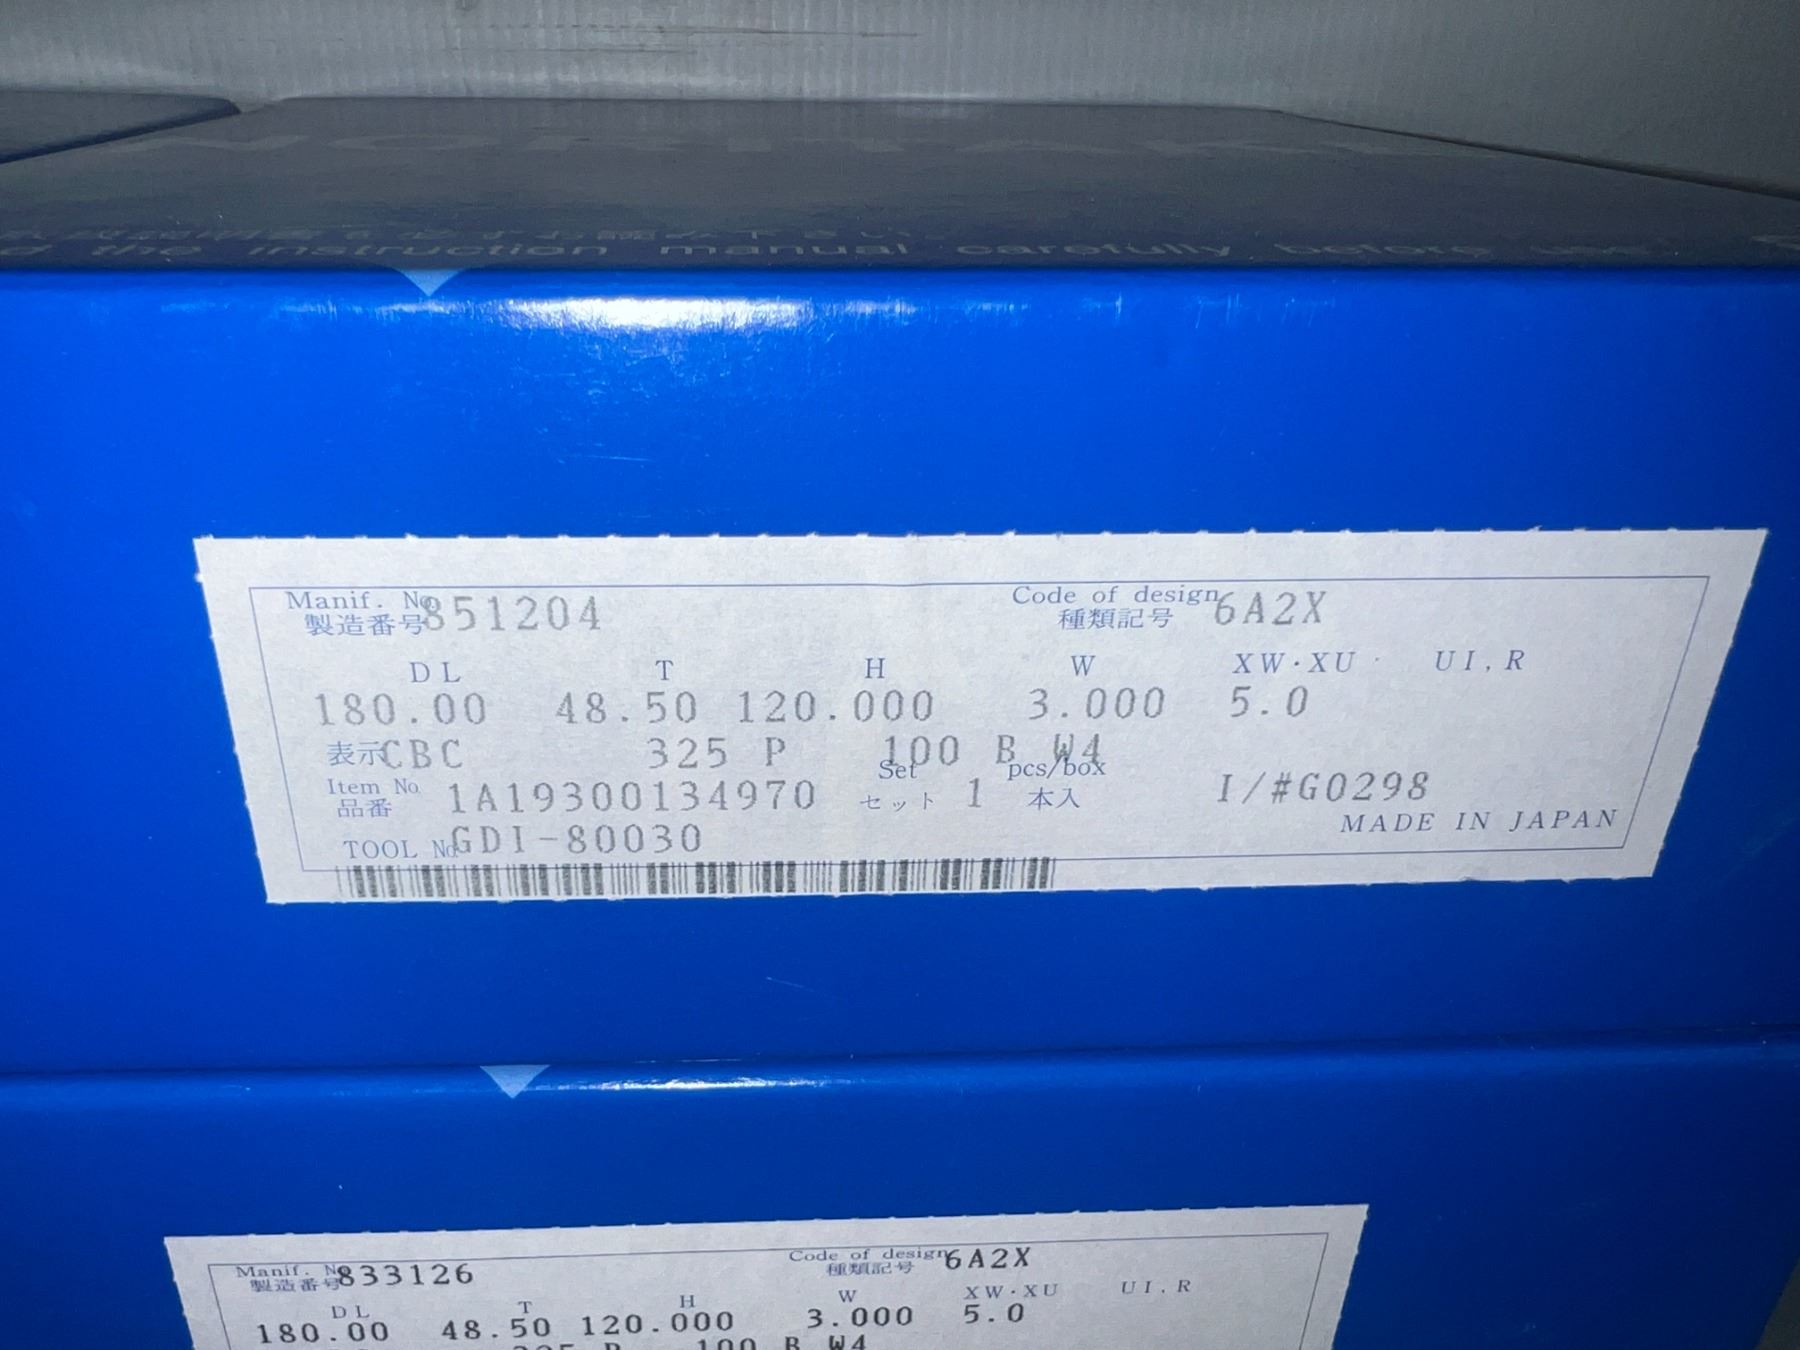 NORITAKE
the instruction manual carefully before use.
Manif. No. 851204 Code of design 6A2X
製造番号 種類記号
D L T H W XW·XU UI, R
180.00 48.50 120.000 3.000 5.0
表示 CBC 325 P 100 B W4
Item No. Set pcs/box
品番 1A19300134970 セット 1 本入 I/#G0298
MADE IN JAPAN
TOOL No. GDI-80030
Manif. No. 833126 Code of design 6A2X
製造番号 種類記号
D L T H W XW·XU UI, R
180.00 48.50 120.000 3.000 5.0
325 P 100 B W4